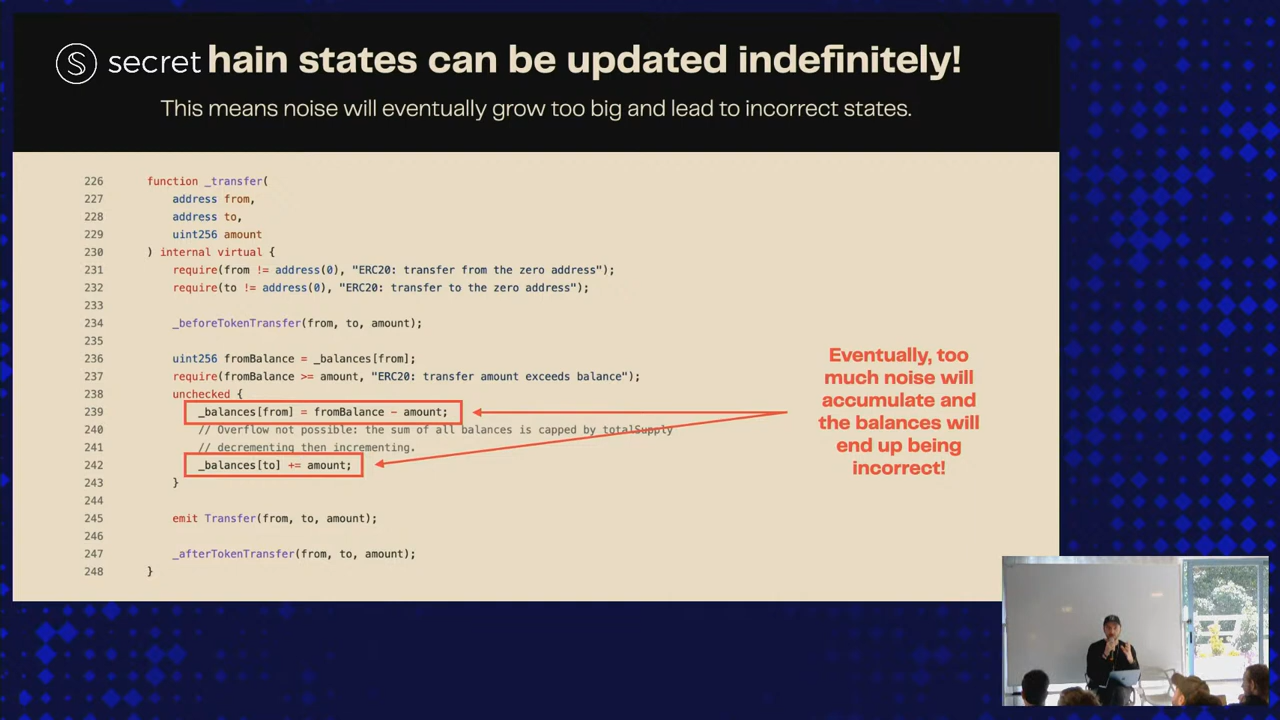 secret hain states can be updated indefinitely!
This means noise will eventually grow too big and lead to incorrect states.
226 function _transfer(
227 address from,
228 address to,
229 uint256 amount
230 ) internal virtual {
231 require(from != address(0), "ERC20: transfer from the zero address");
232 require(to != address(0), "ERC20: transfer to the zero address");
233
234 _beforeTokenTransfer(from, to, amount);
235
236 uint256 fromBalance = _balances[from];
237 require(fromBalance >= amount, "ERC20: transfer amount exceeds balance");
238 unchecked {
239 _balances[from] = fromBalance - amount;
240 // Overflow not possible: the sum of all balances is capped by totalSupply
241 // decrementing then incrementing.
242 _balances[to] += amount;
243 }
244
245 emit Transfer(from, to, amount);
246
247 _afterTokenTransfer(from, to, amount);
248 }
Eventually, too
much noise will
accumulate and
the balances will
end up being
incorrect!